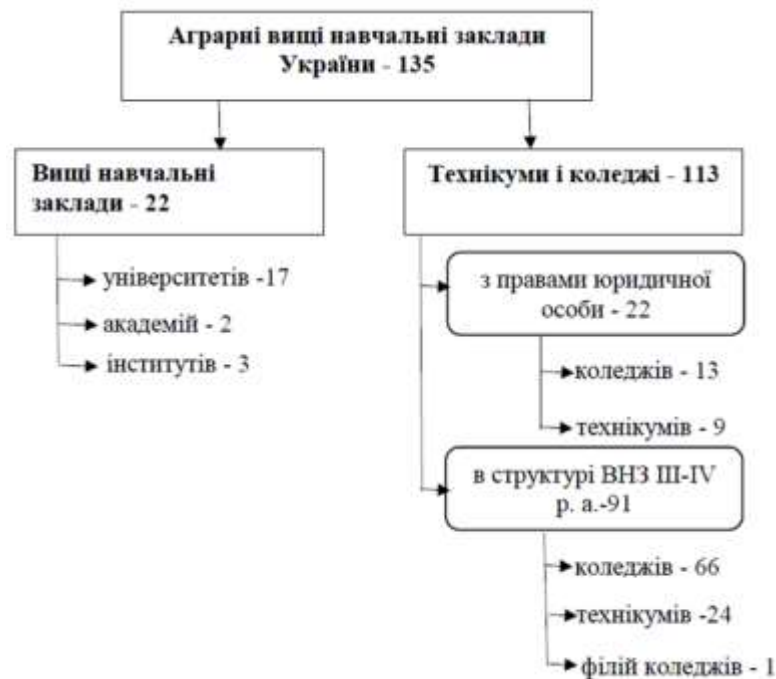 Аграрні вищі навчальні заклади
України - 135
Вищі навчальні
заклади - 22
університетів -17
академій - 2
інститутів - 3
Технікуми і коледжі - 113
з правами юридичної
особи - 22
коледжів - 13
технікумів - 9
в структурі ВНЗ III-IV
р. а.-91
коледжів - 66
технікумів -24
філій коледжів - 1